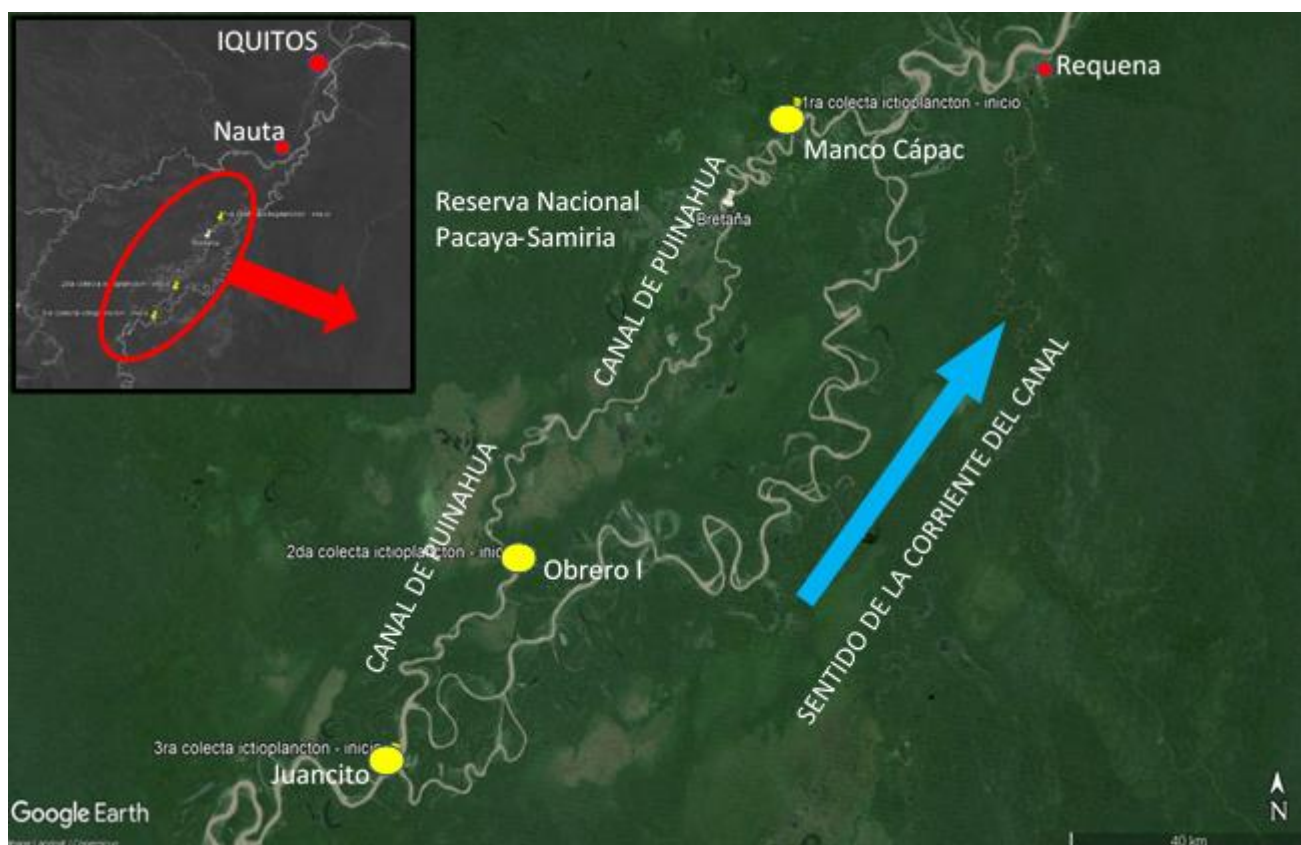 IQUITOS
Nauta
Requena
1ra colecta ictioplancton - inicio
Manco Cápac
Reserva Nacional
Pacaya-Samiria
Bretaña
CANAL DE PUINAHUA
CANAL DE PUINAHUA
SENTIDO DE LA CORRIENTE DEL CANAL
2da colecta ictioplancton - inic
Obrero I
3ra colecta ictioplancton - inicio
Juancito
Google Earth
N
40 km